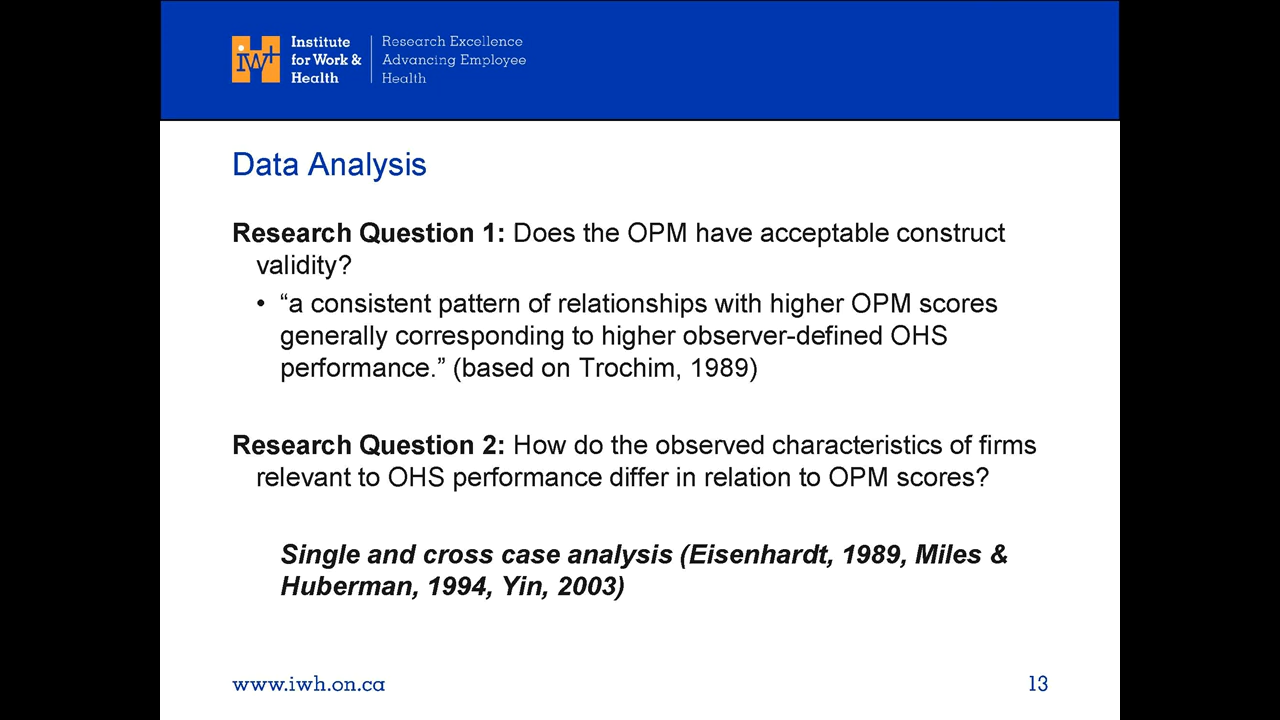 iw+
Institute
for Work &
Health
Research Excellence
Advancing Employee
Health
Data Analysis
Research Question 1: Does the OPM have acceptable construct
validity?
• “a consistent pattern of relationships with higher OPM scores
generally corresponding to higher observer-defined OHS
performance.” (based on Trochim, 1989)
Research Question 2: How do the observed characteristics of firms
relevant to OHS performance differ in relation to OPM scores?
Single and cross case analysis (Eisenhardt, 1989, Miles &
Huberman, 1994, Yin, 2003)
www.iwh.on.ca
13